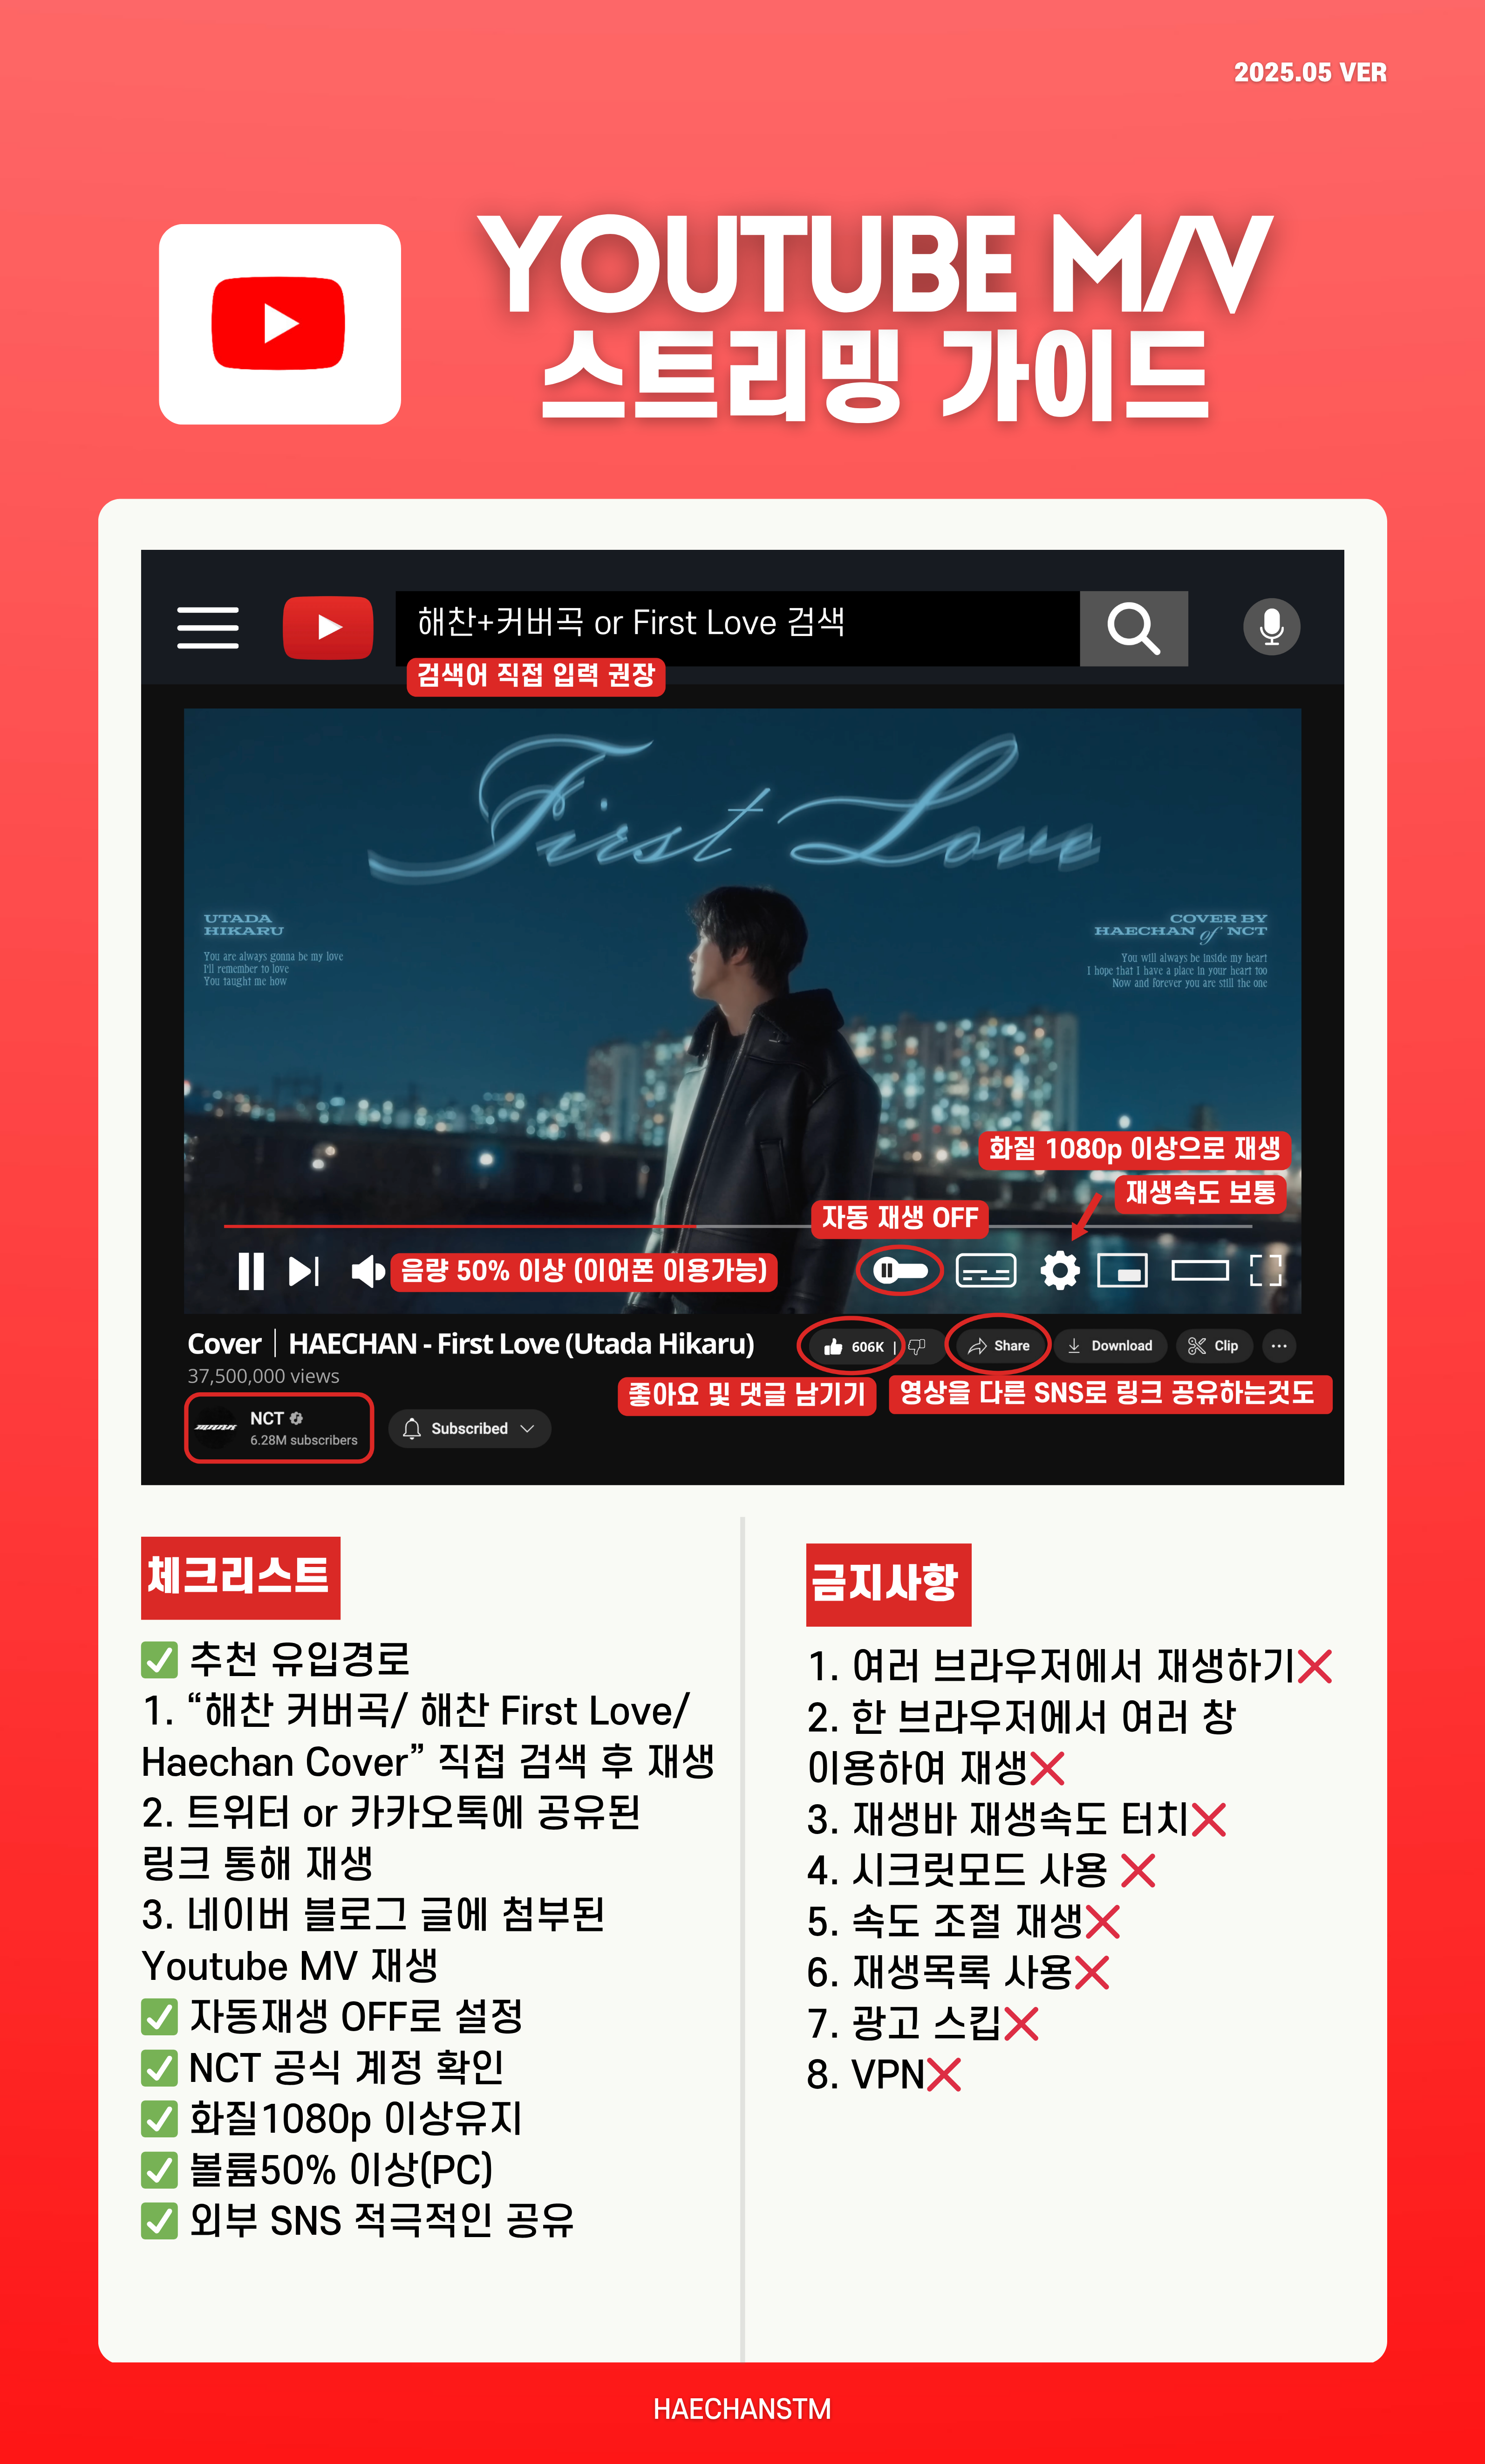 2025.05 VER
YOUTUBE M/V
스트리밍 가이드
해찬+커버곡 or First Love 검색
검색어 직접 입력 권장
First Love
UTADA
HIKARU
You are always gonna be my love
I'll remember to love
You taught me how
COVER BY
HAECHAN of NCT
You will always be inside my heart
I hope that I have a place in your heart too
Now and forever you are still the one
화질 1080p 이상으로 재생
재생속도 보통
자동 재생 OFF
음량 50% 이상 (이어폰 이용가능)
Cover | HAECHAN - First Love (Utada Hikaru)
606K
Share
Download
Clip
37,500,000 views
좋아요 및 댓글 남기기
영상을 다른 SNS로 링크 공유하는것도
NCT
6.28M subscribers
Subscribed
체크리스트
✅ 추천 유입경로
1. “해찬 커버곡/ 해찬 First Love/
Haechan Cover” 직접 검색 후 재생
2. 트위터 or 카카오톡에 공유된
링크 통해 재생
3. 네이버 블로그 글에 첨부된
Youtube MV 재생
✅ 자동재생 OFF로 설정
✅ NCT 공식 계정 확인
✅ 화질1080p 이상유지
✅ 볼륨50% 이상(PC)
✅ 외부 SNS 적극적인 공유
금지사항
1. 여러 브라우저에서 재생하기❌
2. 한 브라우저에서 여러 창
이용하여 재생❌
3. 재생바 재생속도 터치❌
4. 시크릿모드 사용 ❌
5. 속도 조절 재생❌
6. 재생목록 사용❌
7. 광고 스킵❌
8. VPN❌
HAECHANSTM